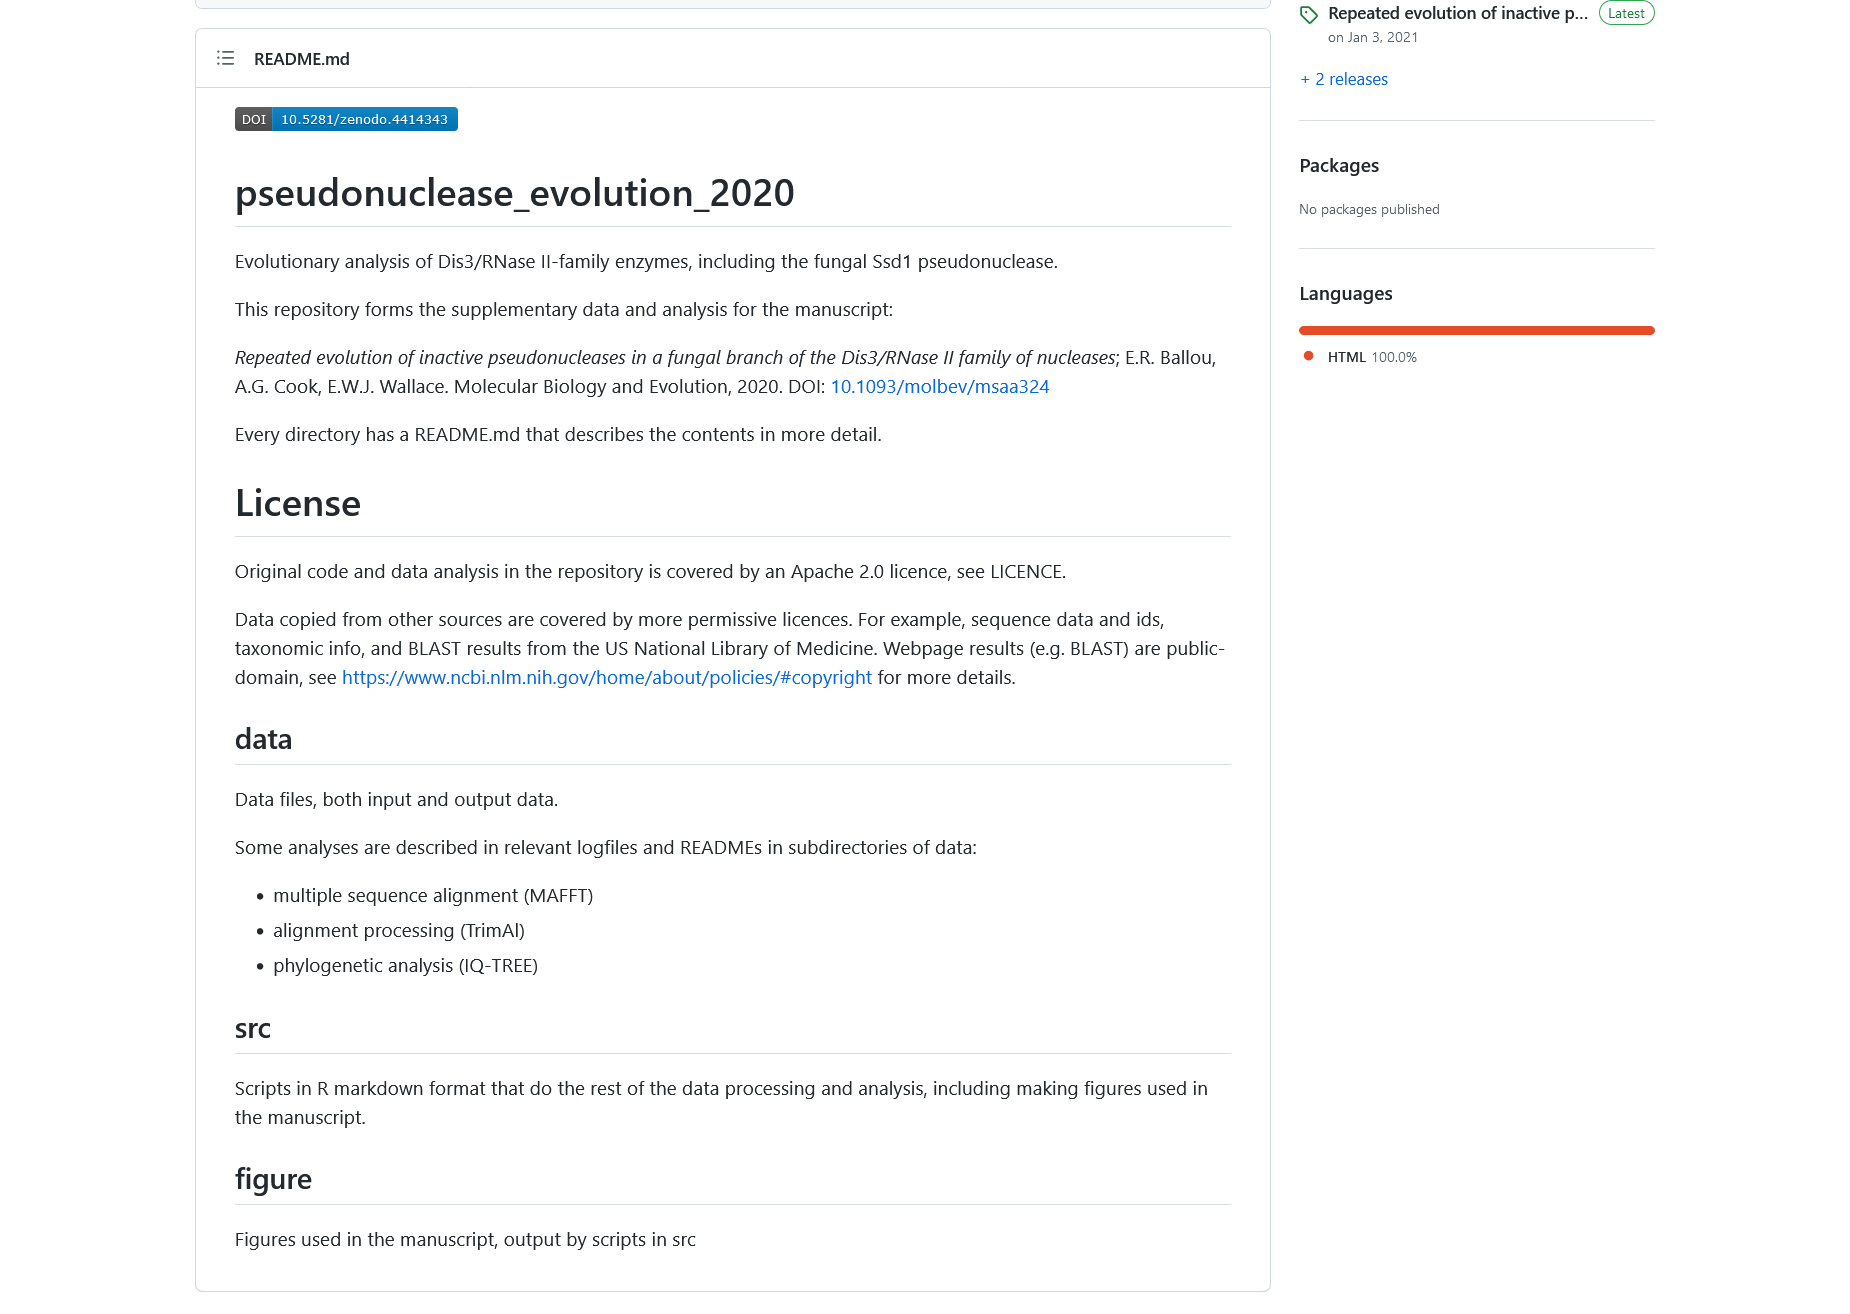 README.md
DOI 10.5281/zenodo.4414343
pseudonuclease_evolution_2020
Evolutionary analysis of Dis3/RNase II-family enzymes, including the fungal Ssd1 pseudonuclease.
This repository forms the supplementary data and analysis for the manuscript:
Repeated evolution of inactive pseudonucleases in a fungal branch of the Dis3/RNase II family of nucleases; E.R. Ballou,
A.G. Cook, E.W.J. Wallace. Molecular Biology and Evolution, 2020. DOI: 10.1093/molbev/msaa324
Every directory has a README.md that describes the contents in more detail.
License
Original code and data analysis in the repository is covered by an Apache 2.0 licence, see LICENCE.
Data copied from other sources are covered by more permissive licences. For example, sequence data and ids,
taxonomic info, and BLAST results from the US National Library of Medicine. Webpage results (e.g. BLAST) are public-
domain, see https://www.ncbi.nlm.nih.gov/home/about/policies/#copyright for more details.
data
Data files, both input and output data.
Some analyses are described in relevant logfiles and READMEs in subdirectories of data:
• multiple sequence alignment (MAFFT)
• alignment processing (TrimAl)
• phylogenetic analysis (IQ-TREE)
src
Scripts in R markdown format that do the rest of the data processing and analysis, including making figures used in
the manuscript.
figure
Figures used in the manuscript, output by scripts in src
Repeated evolution of inactive p... Latest
on Jan 3, 2021
+ 2 releases
Packages
No packages published
Languages
HTML 100.0%